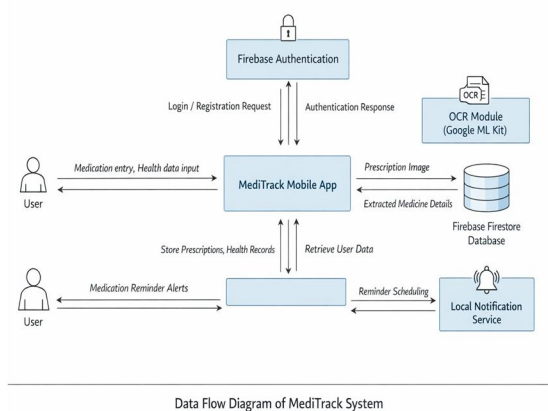 Firebase Authentication
Login / Registration Request
Authentication Response
OCR
OCR Module
(Google ML Kit)
Medication entry, Health data input
User
MediTrack Mobile App
Prescription Image
Extracted Medicine Details
Firebase Firestore
Database
Store Prescriptions, Health Records
Retrieve User Data
Medication Reminder Alerts
User
Reminder Scheduling
Local Notification
Service
Data Flow Diagram of MediTrack System